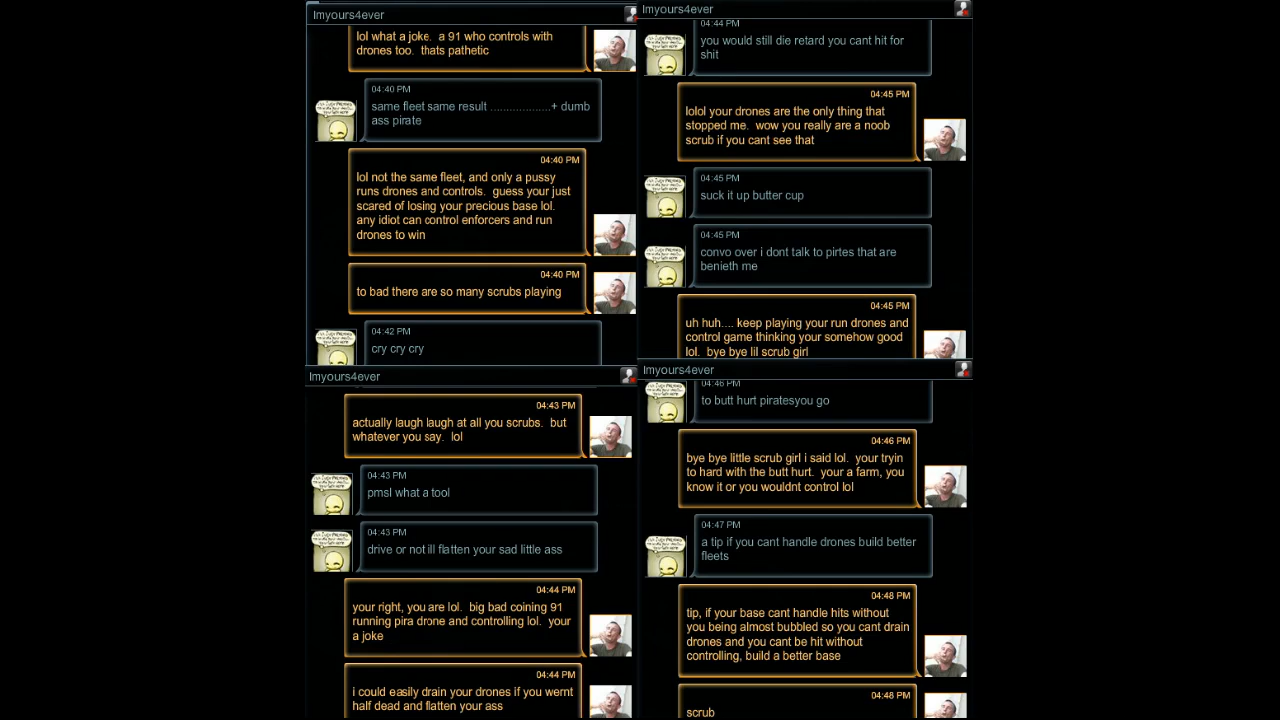 Imyours4ever
lol what a joke.  a 91 who controls with
drones too.  thats pathetic
04:40 PM
same fleet same result ...................+ dumb
ass pirate
04:40 PM
lol not the same fleet, and only a pussy
runs drones and controls.  guess your just
scared of losing your precious base lol.
any idiot can control enforcers and run
drones to win
04:40 PM
to bad there are so many scrubs playing
04:42 PM
cry cry cry
Imyours4ever
04:43 PM
actually laugh laugh at all you scrubs.  but
whatever you say.  lol
04:43 PM
pmsl what a tool
04:43 PM
drive or not ill flatten your sad little ass
04:44 PM
your right, you are lol.  big bad coining 91
running pira drone and controlling lol.  your
a joke
04:44 PM
i could easily drain your drones if you wernt
half dead and flatten your ass
Imyours4ever
04:44 PM
you would still die retard you cant hit for
shit
04:45 PM
lolol your drones are the only thing that
stopped me.  wow you really are a noob
scrub if you cant see that
04:45 PM
suck it up butter cup
04:45 PM
convo over i dont talk to pirtes that are
benieth me
04:45 PM
uh huh.... keep playing your run drones and
control game thinking your somehow good
lol.  bye bye lil scrub girl
Imyours4ever
04:46 PM
to butt hurt piratesyou go
04:46 PM
bye bye little scrub girl i said lol.  your tryin
to hard with the butt hurt.  your a farm, you
know it or you wouldnt control lol
04:47 PM
a tip if you cant handle drones build better
fleets
04:48 PM
tip, if your base cant handle hits without
you being almost bubbled so you cant drain
drones and you cant be hit without
controlling, build a better base
04:48 PM
scrub